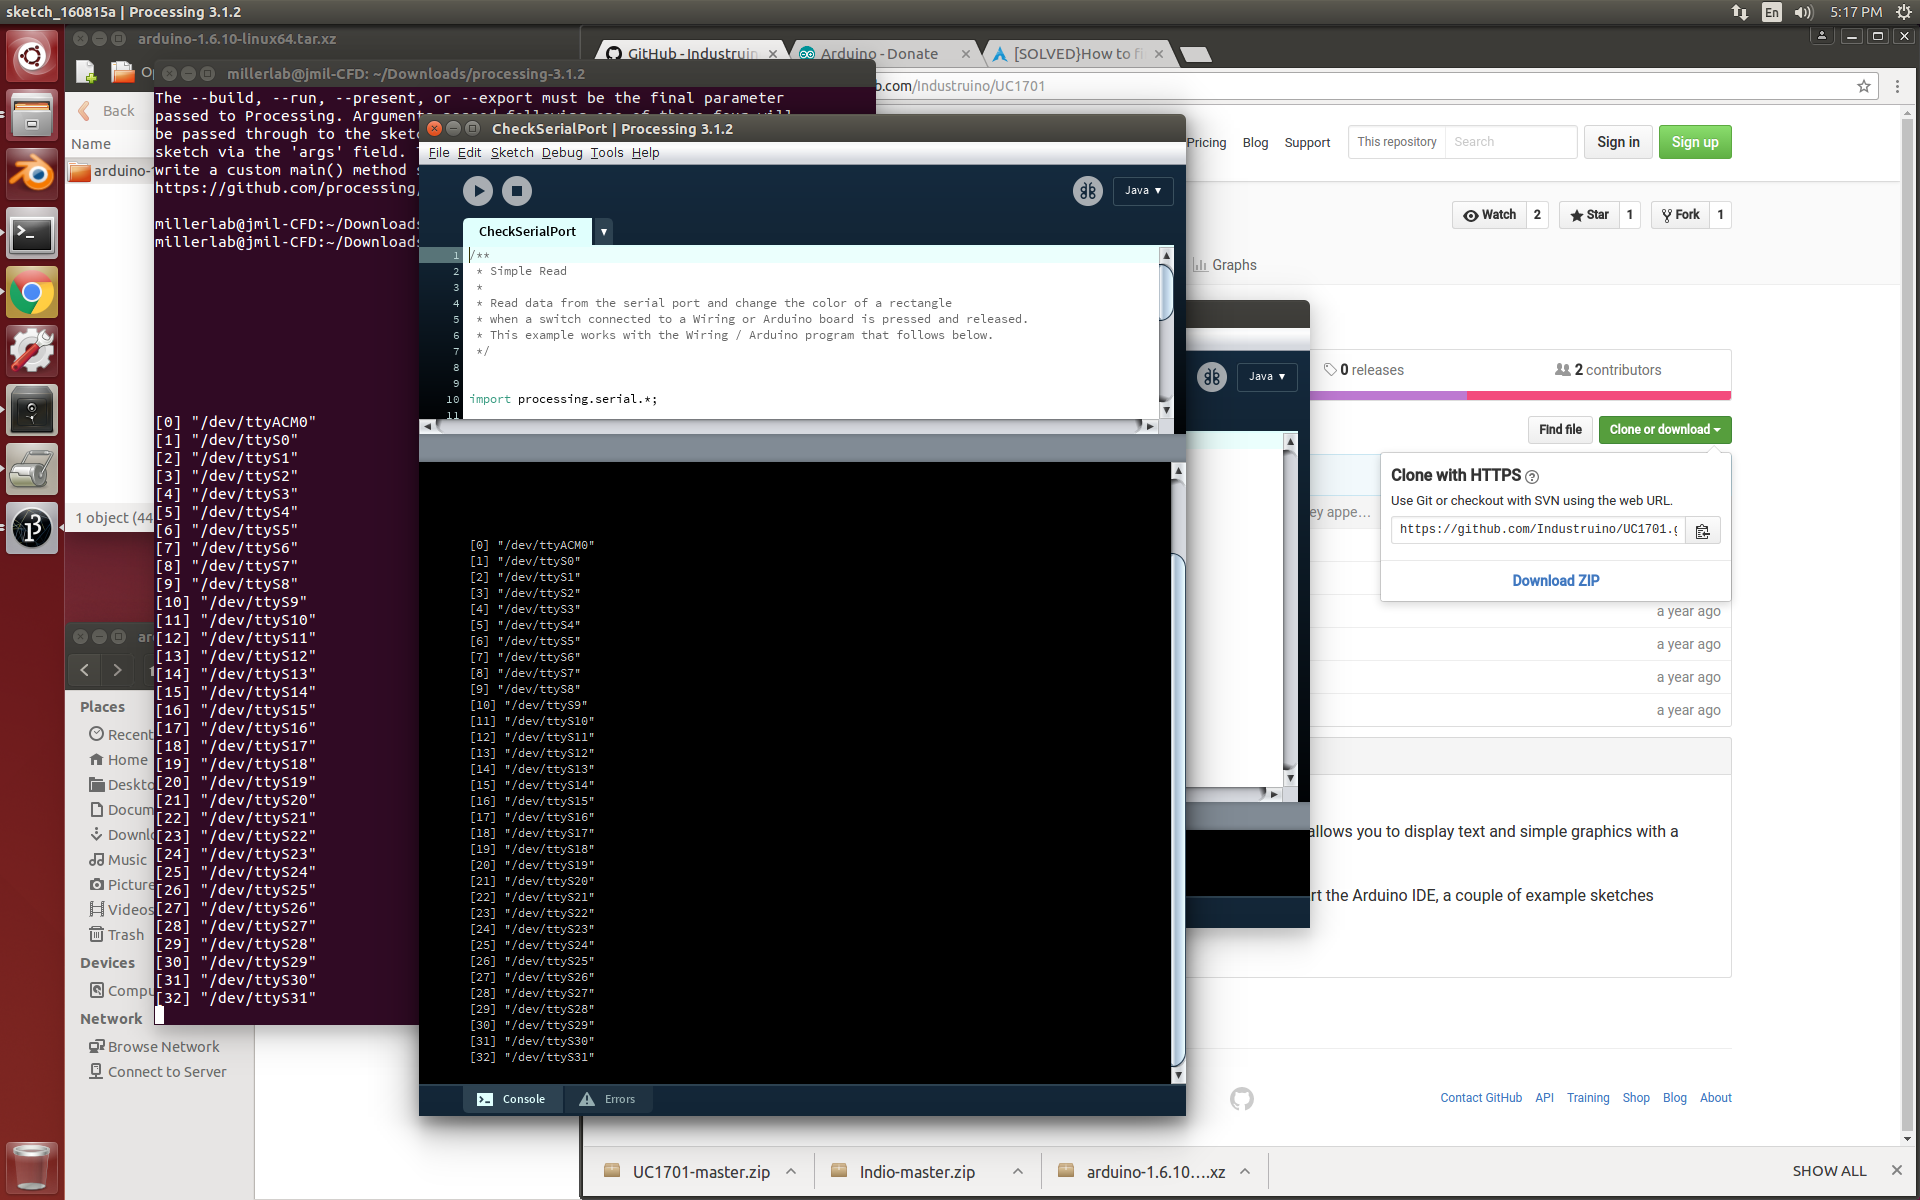 sketch_160815a | Processing 3.1.2
En
5:17 PM
arduino-1.6.10-linux64.tar.xz
GitHub - Industruin
Arduino - Donate
[SOLVED}How to fi
millerlab@jmil-CFD: ~/Downloads/processing-3.1.2
b.com/Industruino/UC1701
Back
Name
arduino-1
1 object (44
The --build, --run, --present, or --export must be the final parameter
passed to Processing. Arguments passed following one of those four will
be passed through to the sket
sketch via the 'args' field.
write a custom main() method s
https://github.com/processing/
millerlab@jmil-CFD:~/Downloads
millerlab@jmil-CFD:~/Downloads
[0] "/dev/ttyACM0"
[1] "/dev/ttyS0"
[2] "/dev/ttyS1"
[3] "/dev/ttyS2"
[4] "/dev/ttyS3"
[5] "/dev/ttyS4"
[6] "/dev/ttyS5"
[7] "/dev/ttyS6"
[8] "/dev/ttyS7"
[9] "/dev/ttyS8"
[10] "/dev/ttyS9"
[11] "/dev/ttyS10"
[12] "/dev/ttyS11"
[13] "/dev/ttyS12"
[14] "/dev/ttyS13"
[15] "/dev/ttyS14"
[16] "/dev/ttyS15"
[17] "/dev/ttyS16"
[18] "/dev/ttyS17"
[19] "/dev/ttyS18"
[20] "/dev/ttyS19"
[21] "/dev/ttyS20"
[22] "/dev/ttyS21"
[23] "/dev/ttyS22"
[24] "/dev/ttyS23"
[25] "/dev/ttyS24"
[26] "/dev/ttyS25"
[27] "/dev/ttyS26"
[28] "/dev/ttyS27"
[29] "/dev/ttyS28"
[30] "/dev/ttyS29"
[31] "/dev/ttyS30"
[32] "/dev/ttyS31"
Places
Recent
Home
Deskto
Docum
Downlo
Music
Picture
Videos
Trash
Devices
Compu
Network
Browse Network
Connect to Server
CheckSerialPort | Processing 3.1.2
File Edit Sketch Debug Tools Help
Java ▾
CheckSerialPort
1 /**
2 * Simple Read
3 *
4 * Read data from the serial port and change the color of a rectangle
5 * when a switch connected to a Wiring or Arduino board is pressed and released.
6 * This example works with the Wiring / Arduino program that follows below.
7 */
8
9
10 import processing.serial.*;
11
[0] "/dev/ttyACM0"
[1] "/dev/ttyS0"
[2] "/dev/ttyS1"
[3] "/dev/ttyS2"
[4] "/dev/ttyS3"
[5] "/dev/ttyS4"
[6] "/dev/ttyS5"
[7] "/dev/ttyS6"
[8] "/dev/ttyS7"
[9] "/dev/ttyS8"
[10] "/dev/ttyS9"
[11] "/dev/ttyS10"
[12] "/dev/ttyS11"
[13] "/dev/ttyS12"
[14] "/dev/ttyS13"
[15] "/dev/ttyS14"
[16] "/dev/ttyS15"
[17] "/dev/ttyS16"
[18] "/dev/ttyS17"
[19] "/dev/ttyS18"
[20] "/dev/ttyS19"
[21] "/dev/ttyS20"
[22] "/dev/ttyS21"
[23] "/dev/ttyS22"
[24] "/dev/ttyS23"
[25] "/dev/ttyS24"
[26] "/dev/ttyS25"
[27] "/dev/ttyS26"
[28] "/dev/ttyS27"
[29] "/dev/ttyS28"
[30] "/dev/ttyS29"
[31] "/dev/ttyS30"
[32] "/dev/ttyS31"
Console
Errors
Java ▾
Pricing Blog Support This repository Search Sign in Sign up
Watch 2 Star 1 Fork 1
Graphs
0 releases 2 contributors
Find file Clone or download
Clone with HTTPS
Use Git or checkout with SVN using the web URL.
https://github.com/Industruino/UC1701.g
Download ZIP
ey appe...
a year ago
a year ago
a year ago
a year ago
allows you to display text and simple graphics with a
rt the Arduino IDE, a couple of example sketches
Contact GitHub API Training Shop Blog About
UC1701-master.zip
Indio-master.zip
arduino-1.6.10....xz
SHOW ALL